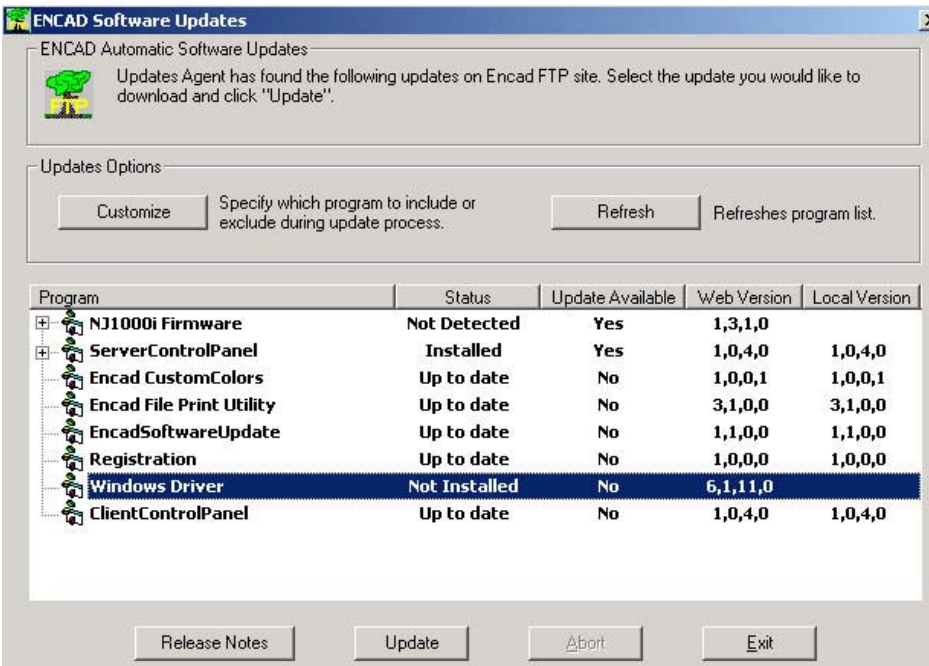 ENCAD Software Updates
ENCAD Automatic Software Updates
Updates Agent has found the following updates on Encad FTP site. Select the update you would like to
download and click "Update".
FTP
Updates Options
Customize
Specify which program to include or
exclude during update process.
Refresh
Refreshes program list.
Program Status Update Available Web Version Local Version
NJ1000i Firmware Not Detected Yes 1,3,1,0
ServerControlPanel Installed Yes 1,0,4,0 1,0,4,0
Encad CustomColors Up to date No 1,0,0,1 1,0,0,1
Encad File Print Utility Up to date No 3,1,0,0 3,1,0,0
EncadSoftwareUpdate Up to date No 1,1,0,0 1,1,0,0
Registration Up to date No 1,0,0,0 1,0,0,0
Windows Driver Not Installed No 6,1,11,0
ClientControlPanel Up to date No 1,0,4,0 1,0,4,0
Release Notes Update Abort Exit